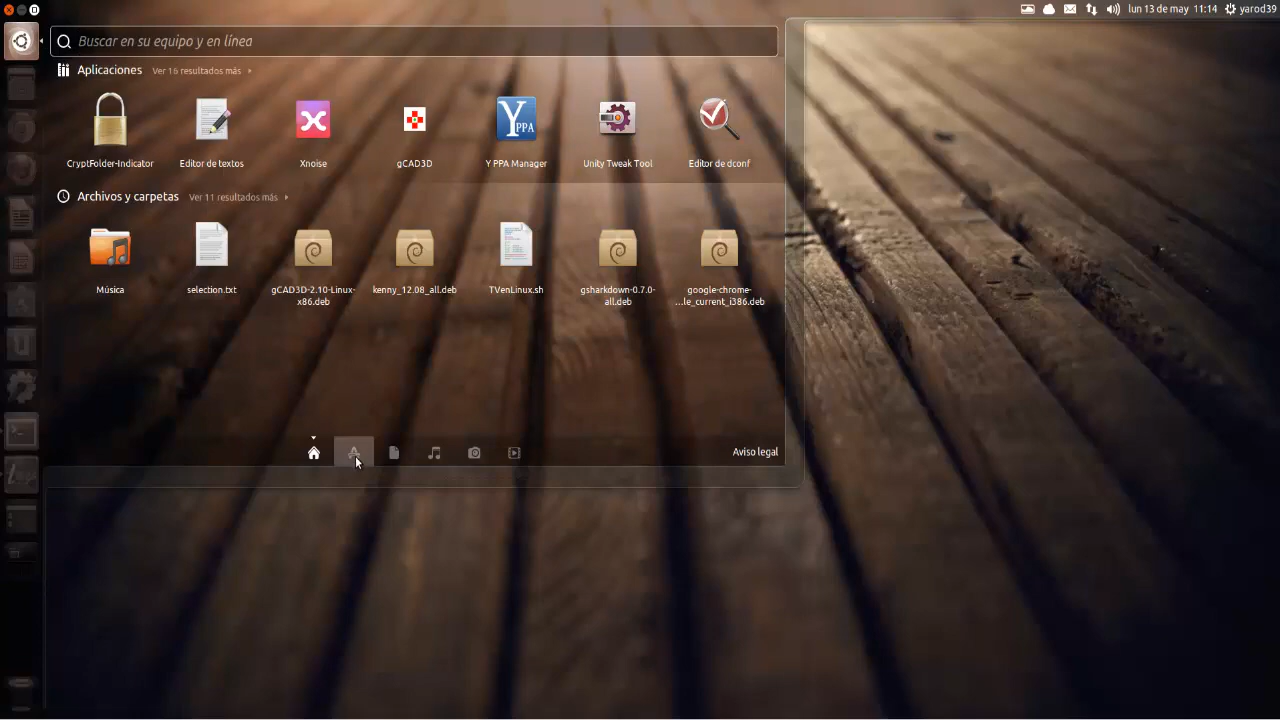 lun 13 de may 11:14 yarod39
Buscar en su equipo y en línea
Aplicaciones Ver 16 resultados más
CryptFolder-Indicator Editor de textos Xnoise gCAD3D Y PPA Manager Unity Tweak Tool Editor de dconf
Archivos y carpetas Ver 11 resultados más
Música selection.txt gCAD3D-2.10-Linux- kenny_12.08_all.deb TVenLinux.sh gsharkdown-0.7.0- google-chrome-
x86.deb all.deb ...le_current_i386.deb
Aviso legal